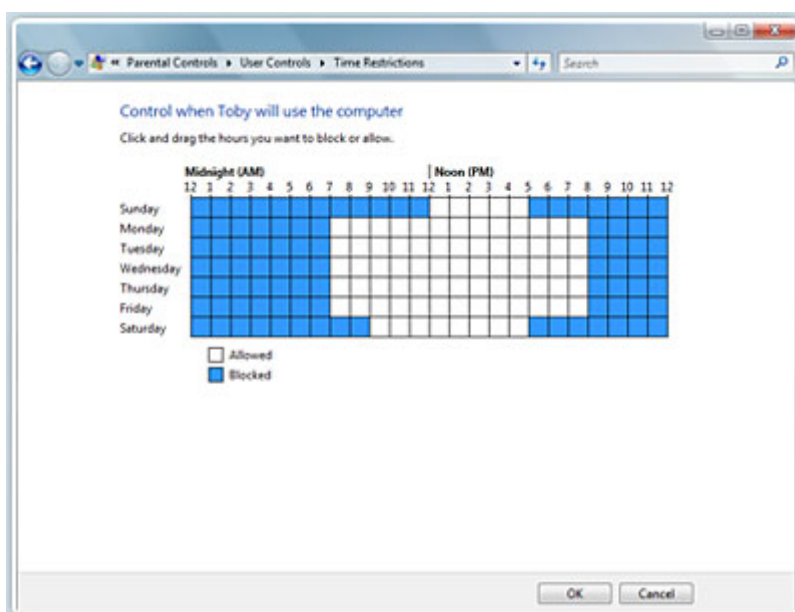 « Parental Controls ▸ User Controls ▸ Time Restrictions
Search
Control when Toby will use the computer
Click and drag the hours you want to block or allow.
Midnight (AM) Noon (PM)
12 1 2 3 4 5 6 7 8 9 10 11 12 1 2 3 4 5 6 7 8 9 10 11 12
Sunday
Monday
Tuesday
Wednesday
Thursday
Friday
Saturday
Allowed
Blocked
OK Cancel